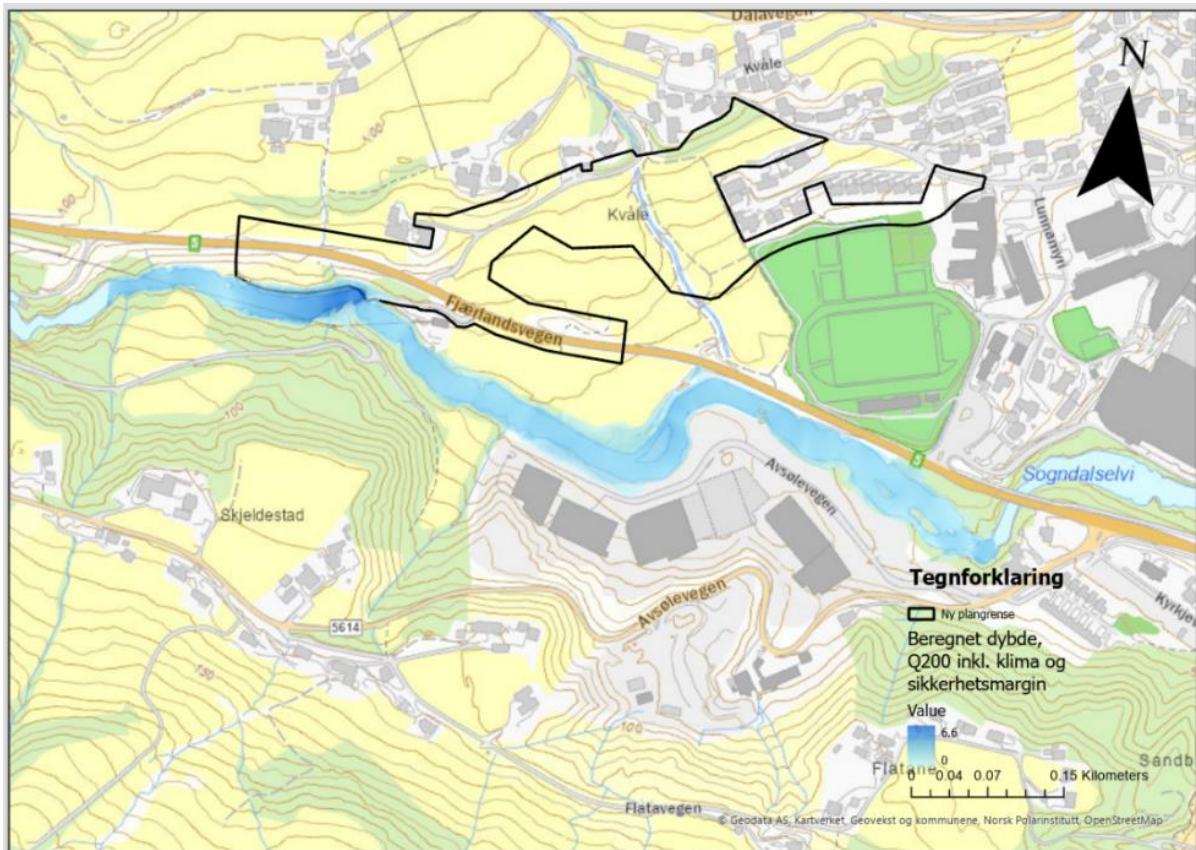 Dalavegen
Kvåle
N
100
100
5
Kvåle
Lunnamyri
Fjærlandsvegen
100
5
Avsølevegen
Sogndalselvi
Skjeldestad
Tegnforklaring
Ny plangrense
Beregnet dybde,
Q200 inkl. klima og
sikkerhetsmargin
Value
6.6
0
Avsølevegen
5614
150
100
Flatane
0 0.04 0.07 0.15 Kilometers
Sandb
Flatavegen
© Geodata AS, Kartverket, Geovekst og kommunene, Norsk Polarinstitutt, OpenStreetMap